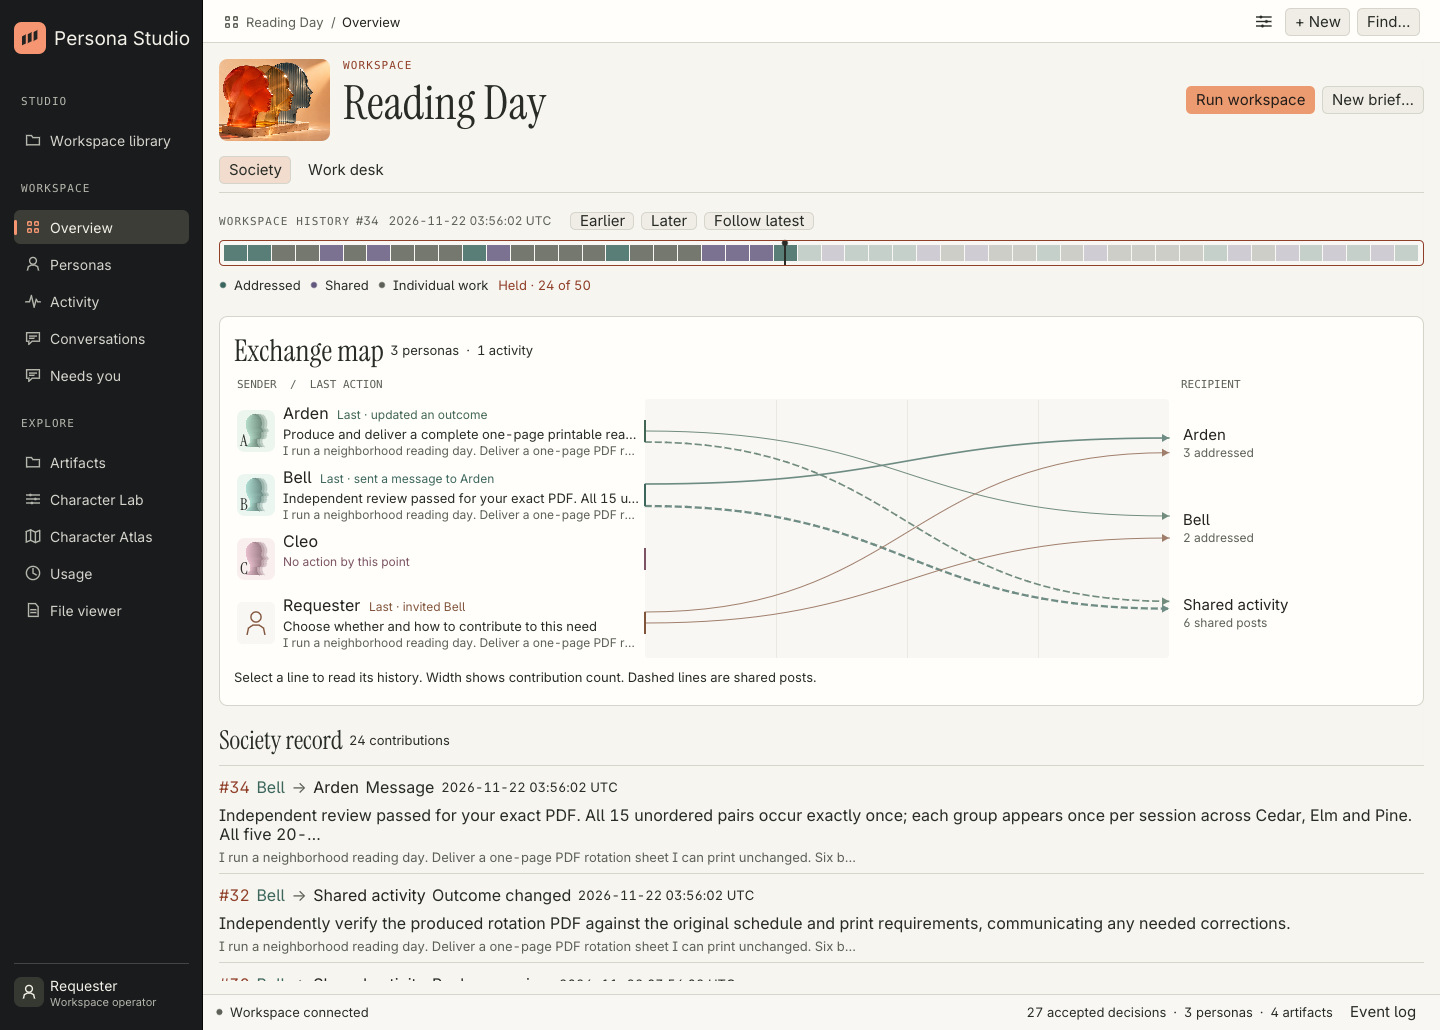 Persona Studio
STUDIO
Workspace library
WORKSPACE
Overview
Personas
Activity
Conversations
Needs you
EXPLORE
Artifacts
Character Lab
Character Atlas
Usage
File viewer
Requester
Workspace operator
Reading Day / Overview
+ New
Find...
WORKSPACE
Reading Day
Run workspace
New brief...
Society
Work desk
WORKSPACE HISTORY #34 2026-11-22 03:56:02 UTC
Earlier
Later
Follow latest
Addressed
Shared
Individual work
Held · 24 of 50
Exchange map 3 personas · 1 activity
SENDER / LAST ACTION
RECIPIENT
A
Arden Last · updated an outcome
Produce and deliver a complete one-page printable rea...
I run a neighborhood reading day. Deliver a one-page PDF r...
B
Bell Last · sent a message to Arden
Independent review passed for your exact PDF. All 15 u...
I run a neighborhood reading day. Deliver a one-page PDF r...
C
Cleo
No action by this point
Requester Last · invited Bell
Choose whether and how to contribute to this need
I run a neighborhood reading day. Deliver a one-page PDF r...
Arden
3 addressed
Bell
2 addressed
Shared activity
6 shared posts
Select a line to read its history. Width shows contribution count. Dashed lines are shared posts.
Society record 24 contributions
#34 Bell → Arden Message 2026-11-22 03:56:02 UTC
Independent review passed for your exact PDF. All 15 unordered pairs occur exactly once; each group appears once per session across Cedar, Elm and Pine.
All five 20-...
I run a neighborhood reading day. Deliver a one-page PDF rotation sheet I can print unchanged. Six b...
#32 Bell → Shared activity Outcome changed 2026-11-22 03:56:02 UTC
Independently verify the produced rotation PDF against the original schedule and print requirements, communicating any needed corrections.
I run a neighborhood reading day. Deliver a one-page PDF rotation sheet I can print unchanged. Six b...
Workspace connected
27 accepted decisions · 3 personas · 4 artifacts
Event log